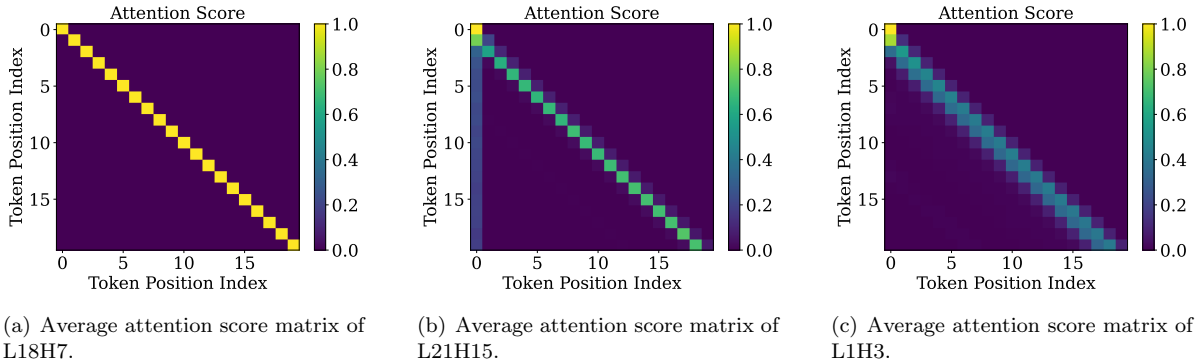 Attention Score
0
5
10
15
Token Position Index
0 5 10 15
Token Position Index
1.0
0.8
0.6
0.4
0.2
0.0
(a) Average attention score matrix of
L18H7.
Attention Score
0
5
10
15
Token Position Index
0 5 10 15
Token Position Index
1.0
0.8
0.6
0.4
0.2
0.0
(b) Average attention score matrix of
L21H15.
Attention Score
0
5
10
15
Token Position Index
0 5 10 15
Token Position Index
1.0
0.8
0.6
0.4
0.2
0.0
(c) Average attention score matrix of
L1H3.